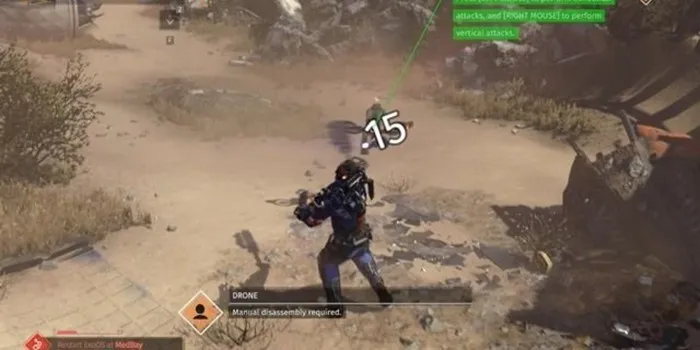 attacks, and [RIGHT MOUSE] to perform
vertical attacks.
F
15
DRONE
Manual disassembly required.
Restart ExoOS at MedBay